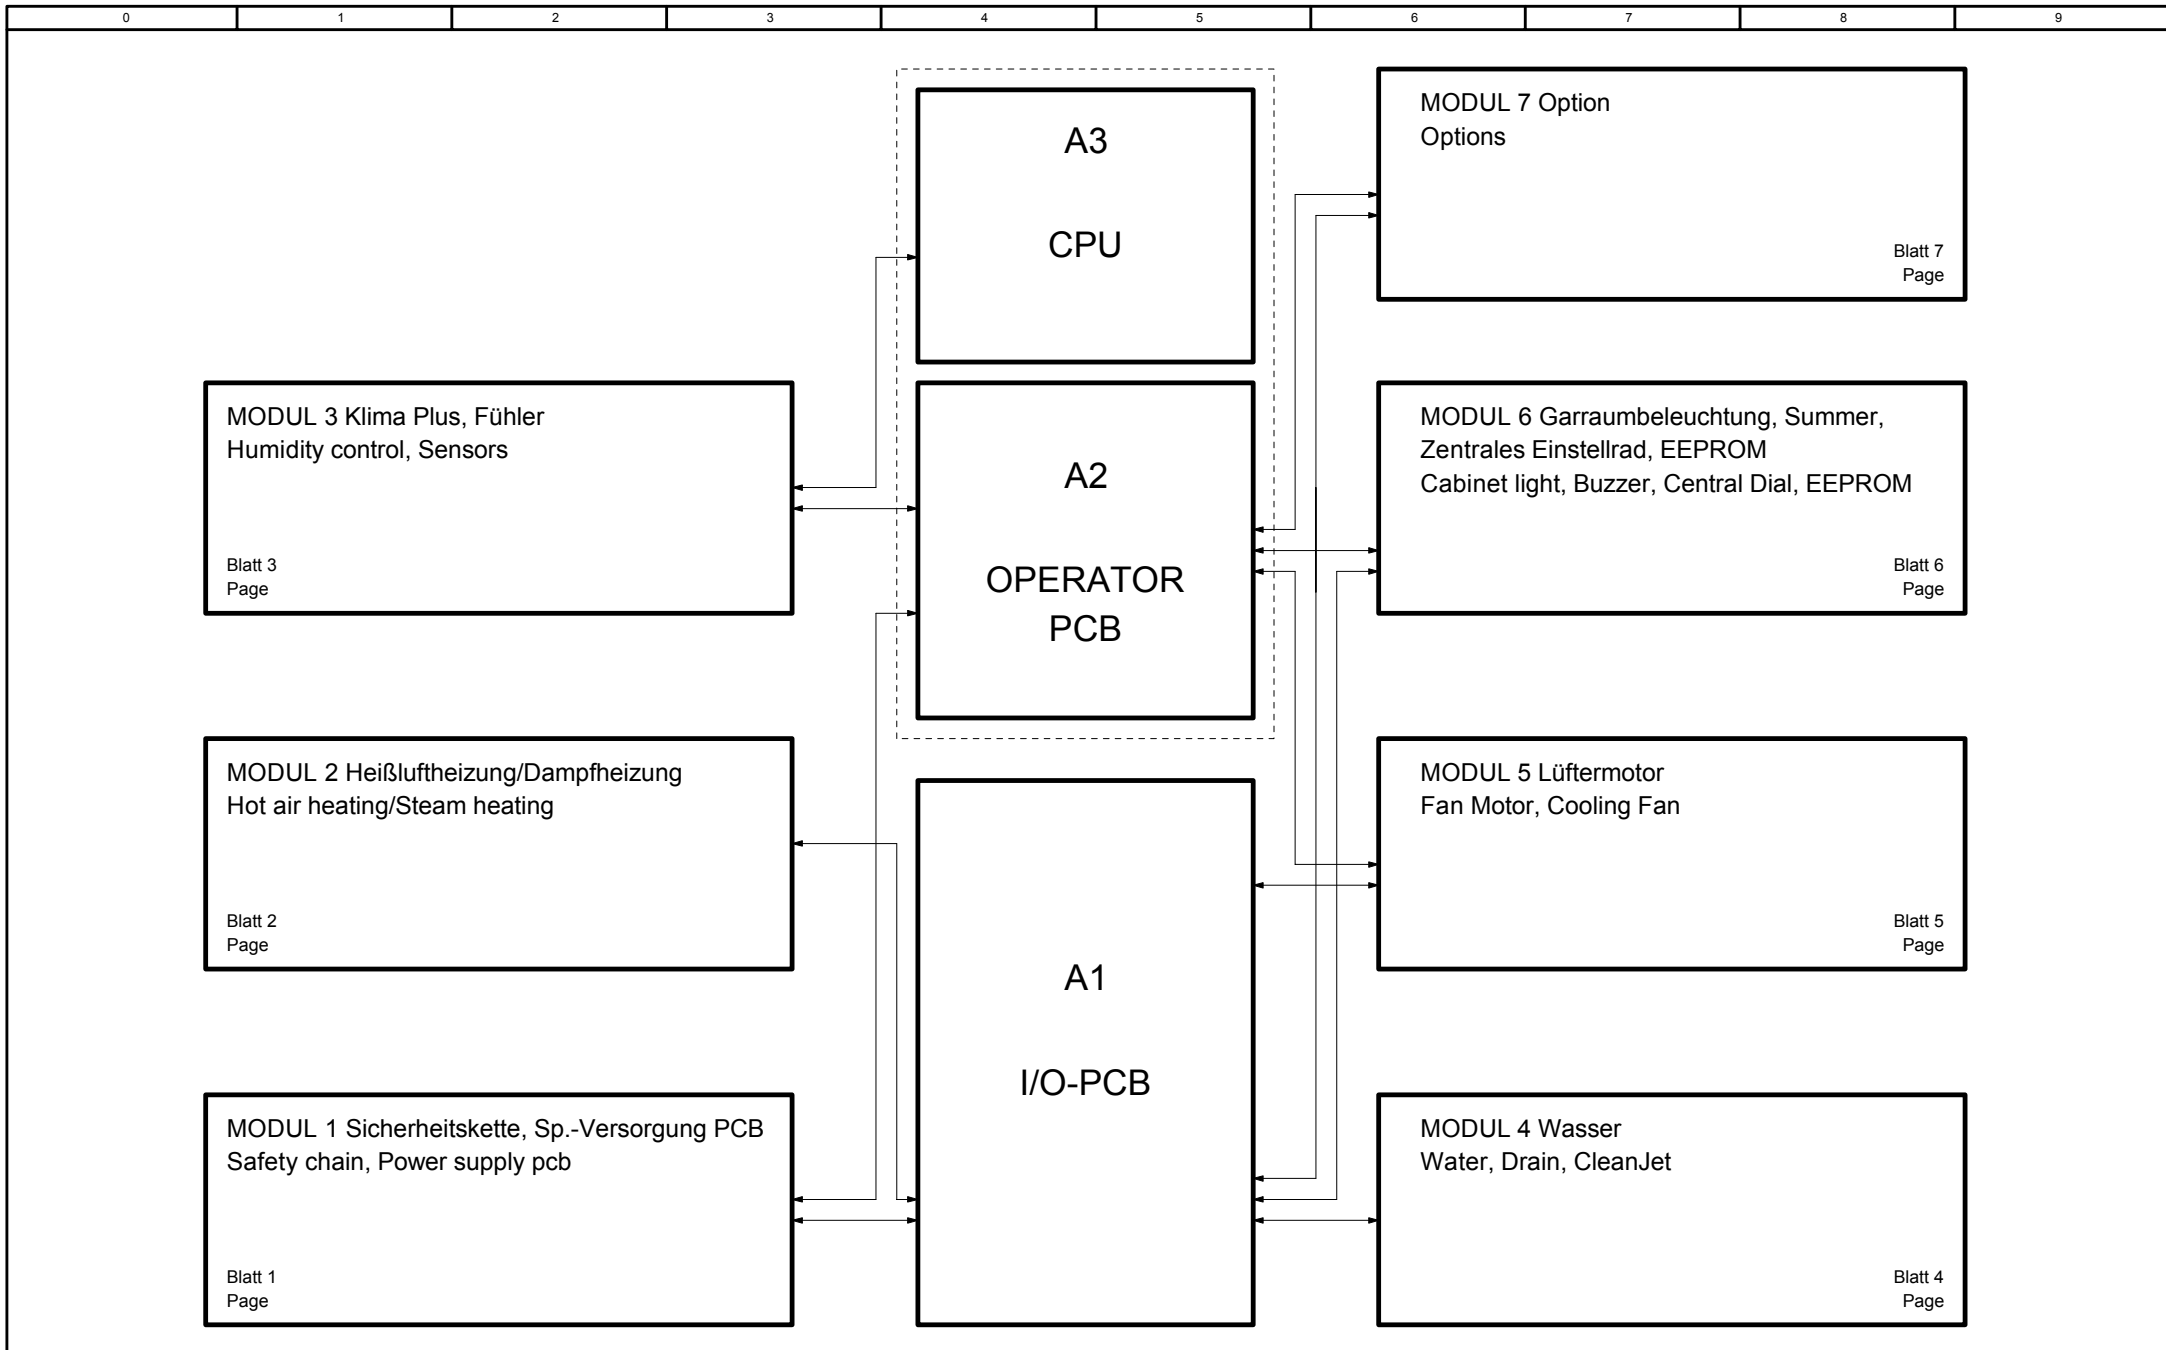 0 1 2 3 4 5 6 7 8 9
A3
CPU
MODUL 7 Option
Options
Blatt 7
Page
MODUL 3 Klima Plus, Fühler
Humidity control, Sensors
Blatt 3
Page
A2
OPERATOR
PCB
MODUL 6 Garraumbeleuchtung, Summer,
Zentrales Einstellrad, EEPROM
Cabinet light, Buzzer, Central Dial, EEPROM
Blatt 6
Page
MODUL 2 Heißluftheizung/Dampfheizung
Hot air heating/Steam heating
Blatt 2
Page
A1
I/O-PCB
MODUL 5 Lüftermotor
Fan Motor, Cooling Fan
Blatt 5
Page
MODUL 1 Sicherheitskette, Sp.-Versorgung PCB
Safety chain, Power supply pcb
Blatt 1
Page
MODUL 4 Wasser
Water, Drain, CleanJet
Blatt 4
Page